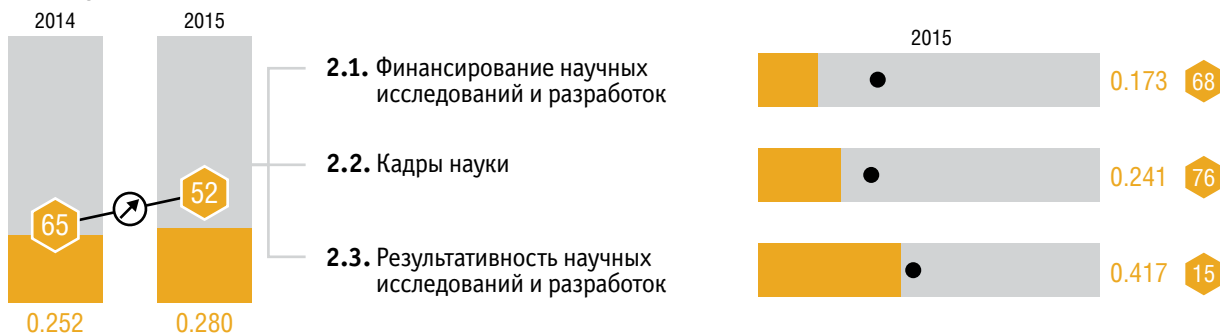 2014
2015
65
52
0.252
0.280
2.1. Финансирование научных
исследований и разработок
2.2. Кадры науки
2.3. Результативность научных
исследований и разработок
2015
0.173 68
0.241 76
0.417 15